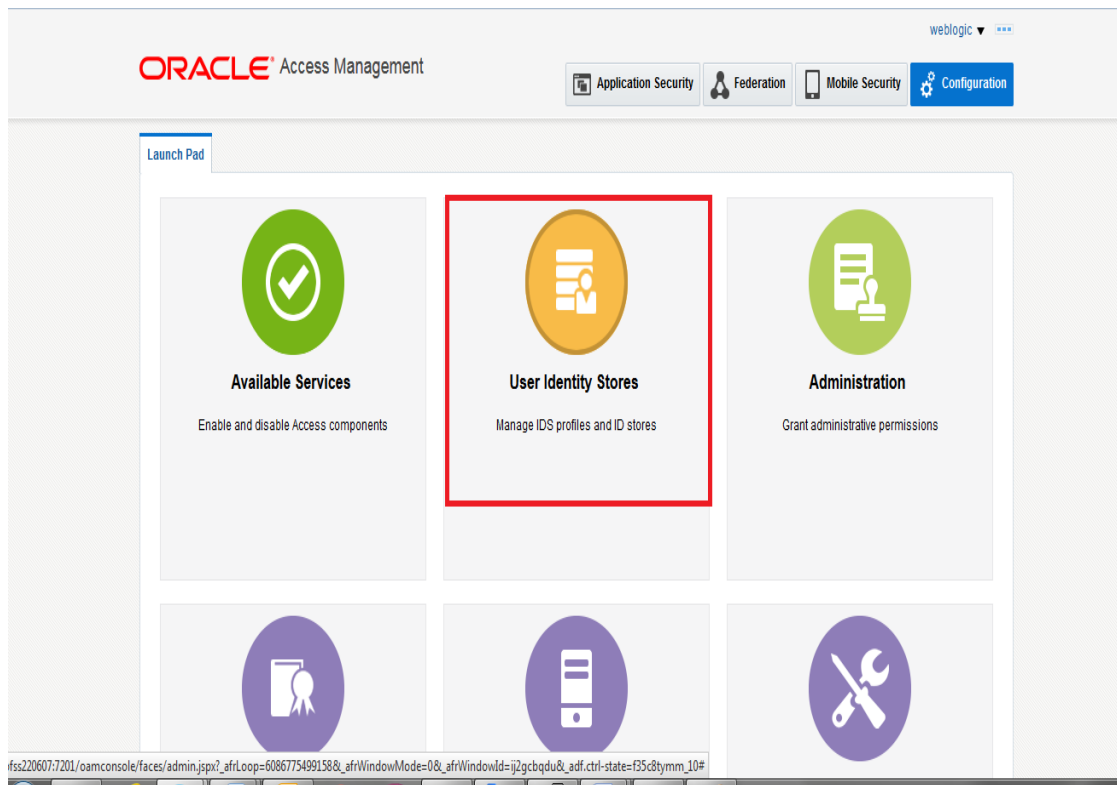 weblogic
ORACLE® Access Management
Application Security
Federation
Mobile Security
Configuration
Launch Pad
Available Services
Enable and disable Access components
User Identity Stores
Manage IDS profiles and ID stores
Administration
Grant administrative permissions
ofss220607:7201/oamconsole/faces/admin.jspx?_afrLoop=6086775499158&_afrWindowMode=0&_afrWindowId=ij2gcbqdu&_adf.ctrl-state=f35c8tymm_10#